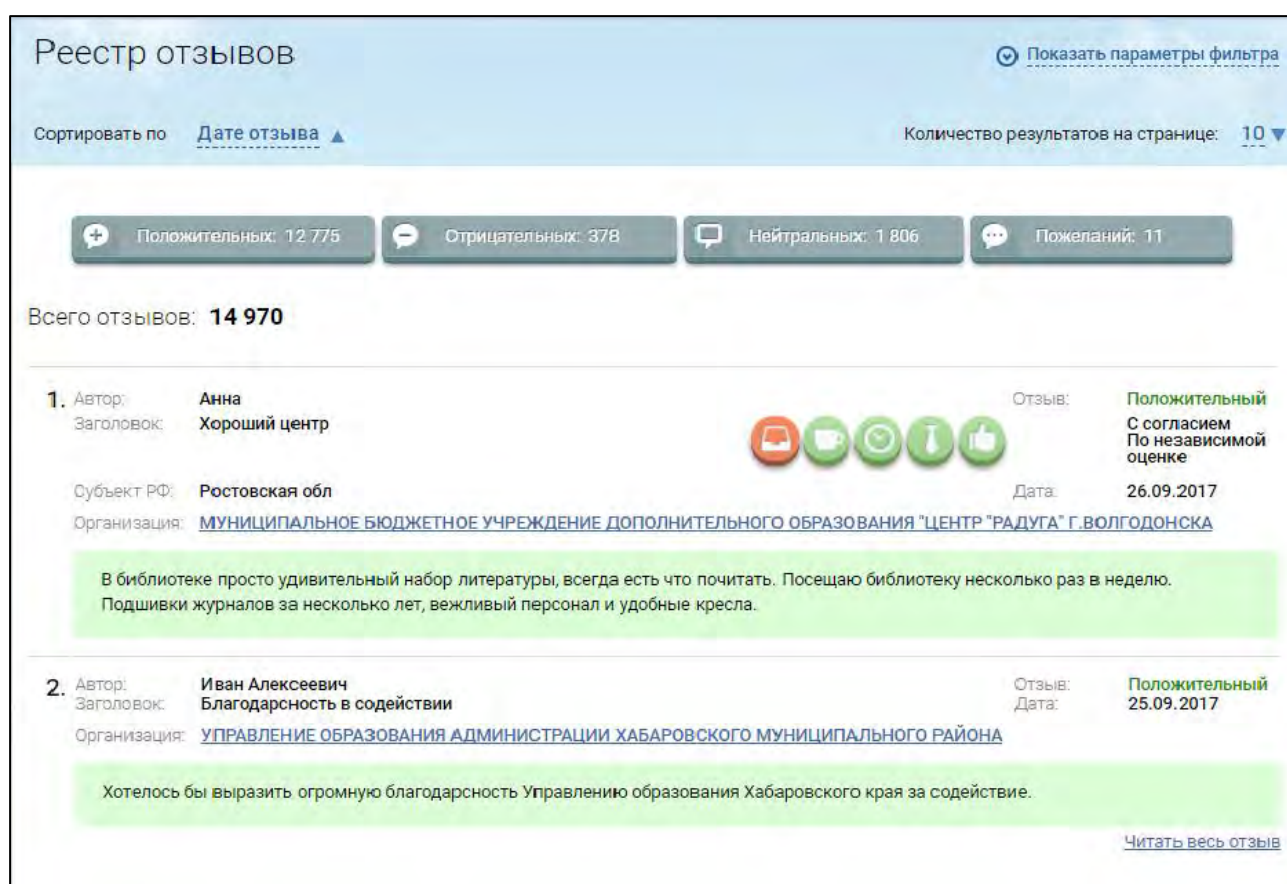 Реестр отзывов
Показать параметры фильтра
Сортировать по Дате отзыва
Количество результатов на странице: 10
Положительных: 12 775
Отрицательных: 378
Нейтральных: 1 806
Пожеланий: 11
Всего отзывов: 14 970
1. Автор: Анна
Отзыв: Положительный
Заголовок: Хороший центр
С согласием
По независимой
оценке
Субъект РФ: Ростовская обл
Дата: 26.09.2017
Организация: МУНИЦИПАЛЬНОЕ БЮДЖЕТНОЕ УЧРЕЖДЕНИЕ ДОПОЛНИТЕЛЬНОГО ОБРАЗОВАНИЯ "ЦЕНТР "РАДУГА" Г.ВОЛГОДОНСКА
В библиотеке просто удивительный набор литературы, всегда есть что почитать. Посещаю библиотеку несколько раз в неделю.
Подшивки журналов за несколько лет, вежливый персонал и удобные кресла.
2. Автор: Иван Алексеевич
Отзыв: Положительный
Заголовок: Благодарсность в содействии
Дата: 25.09.2017
Организация: УПРАВЛЕНИЕ ОБРАЗОВАНИЯ АДМИНИСТРАЦИИ ХАБАРОВСКОГО МУНИЦИПАЛЬНОГО РАЙОНА
Хотелось бы выразить огромную благодарсность Управлению образования Хабаровского края за содействие.
Читать весь отзыв